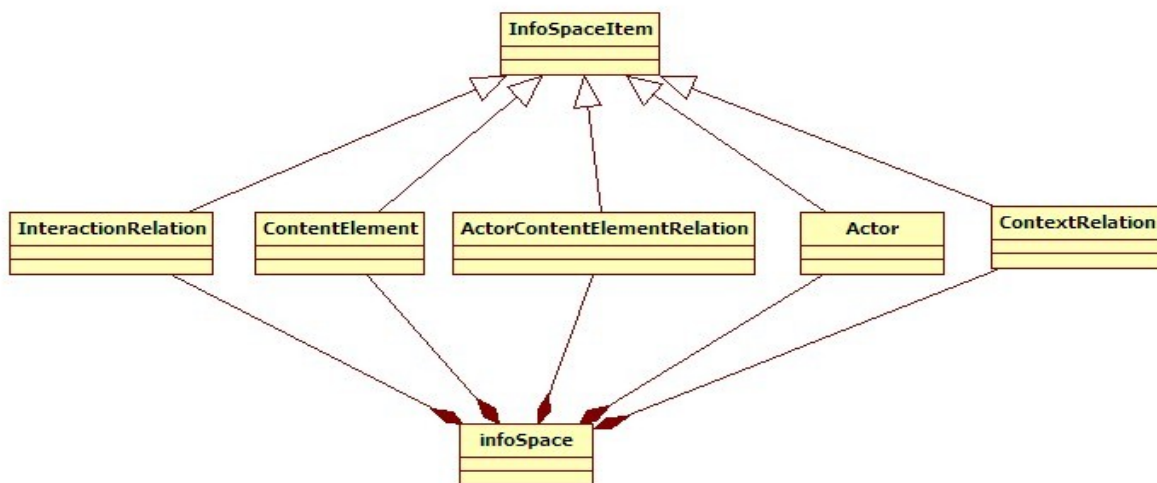 InfoSpaceItem
InteractionRelation
ContentElement
ActorContentElementRelation
Actor
ContextRelation
infoSpace